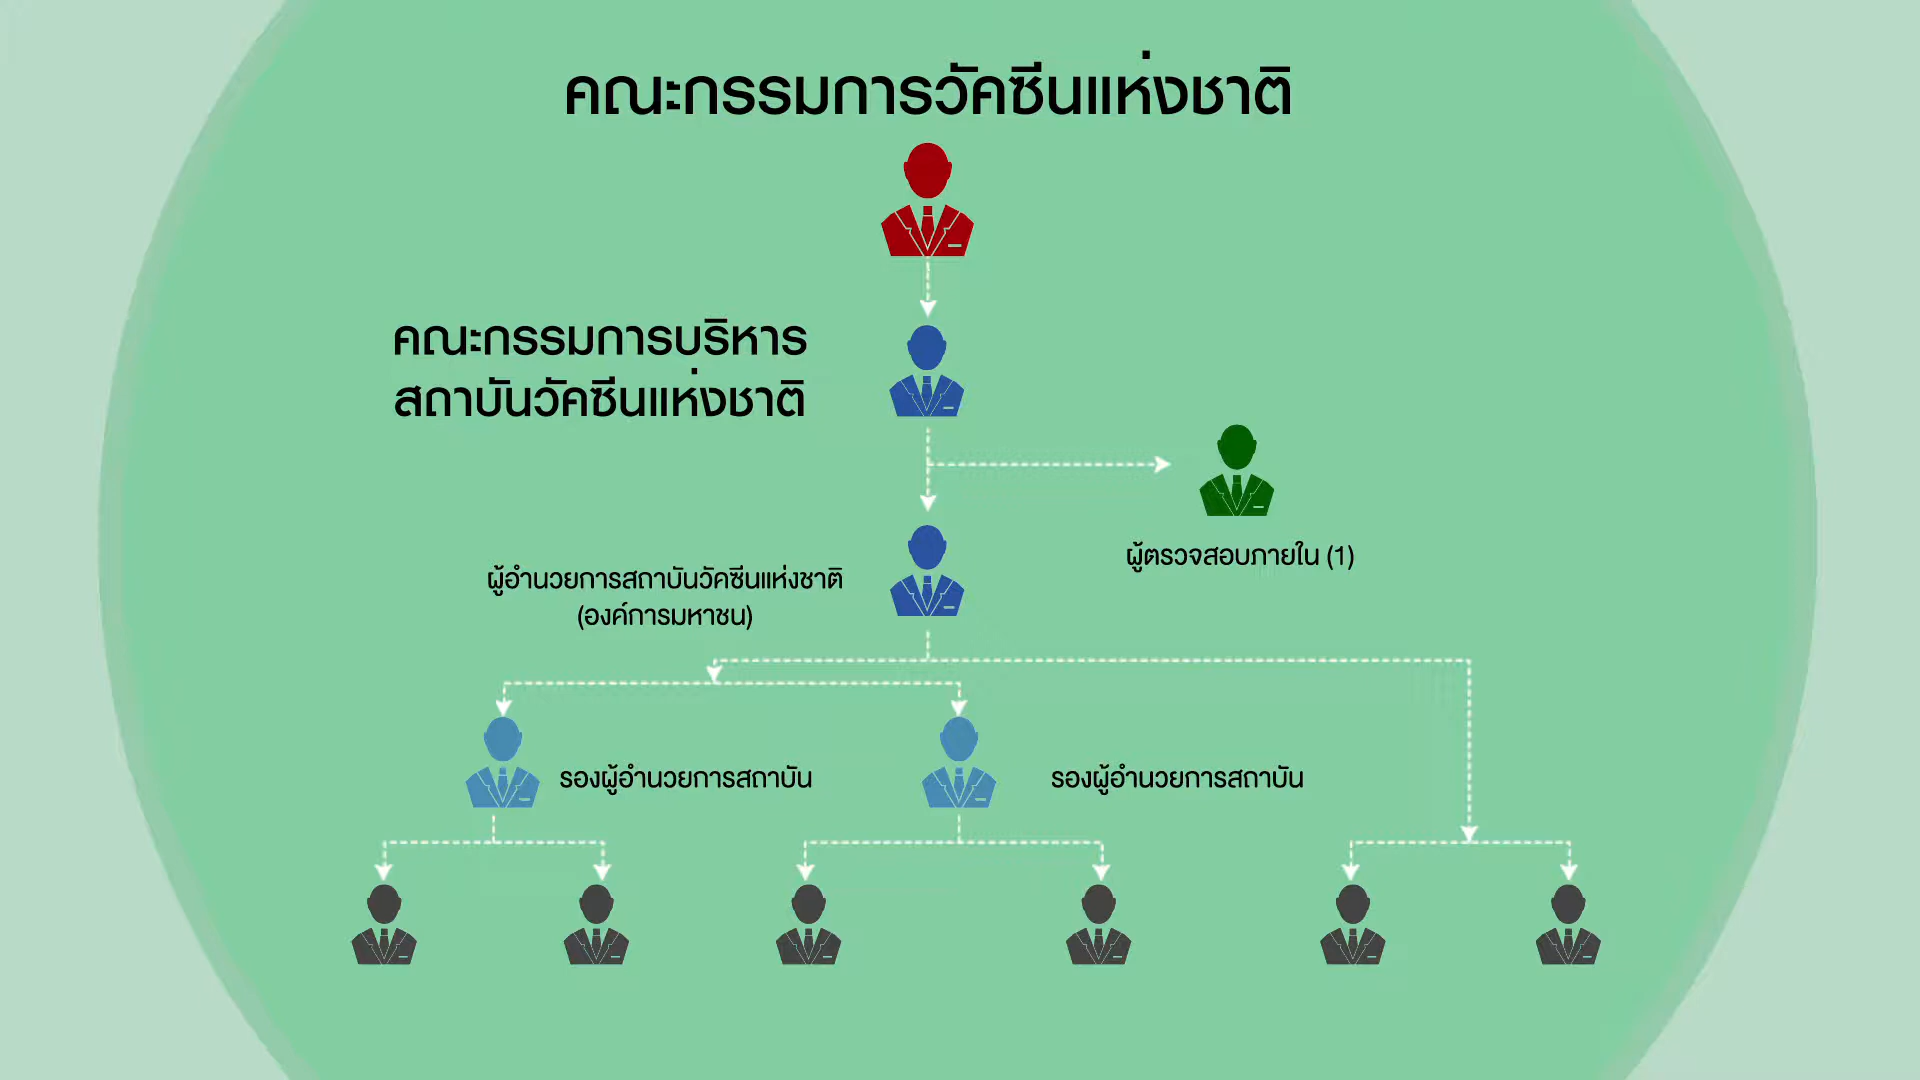 คณะกรรมการวัคซีนแห่งชาติ
คณะกรรมการบริหาร
สถาบันวัคซีนแห่งชาติ
ผู้ตรวจสอบภายใน (1)
ผู้อำนวยการสถาบันวัคซีนแห่งชาติ
(องค์การมหาชน)
รองผู้อำนวยการสถาบัน
รองผู้อำนวยการสถาบัน